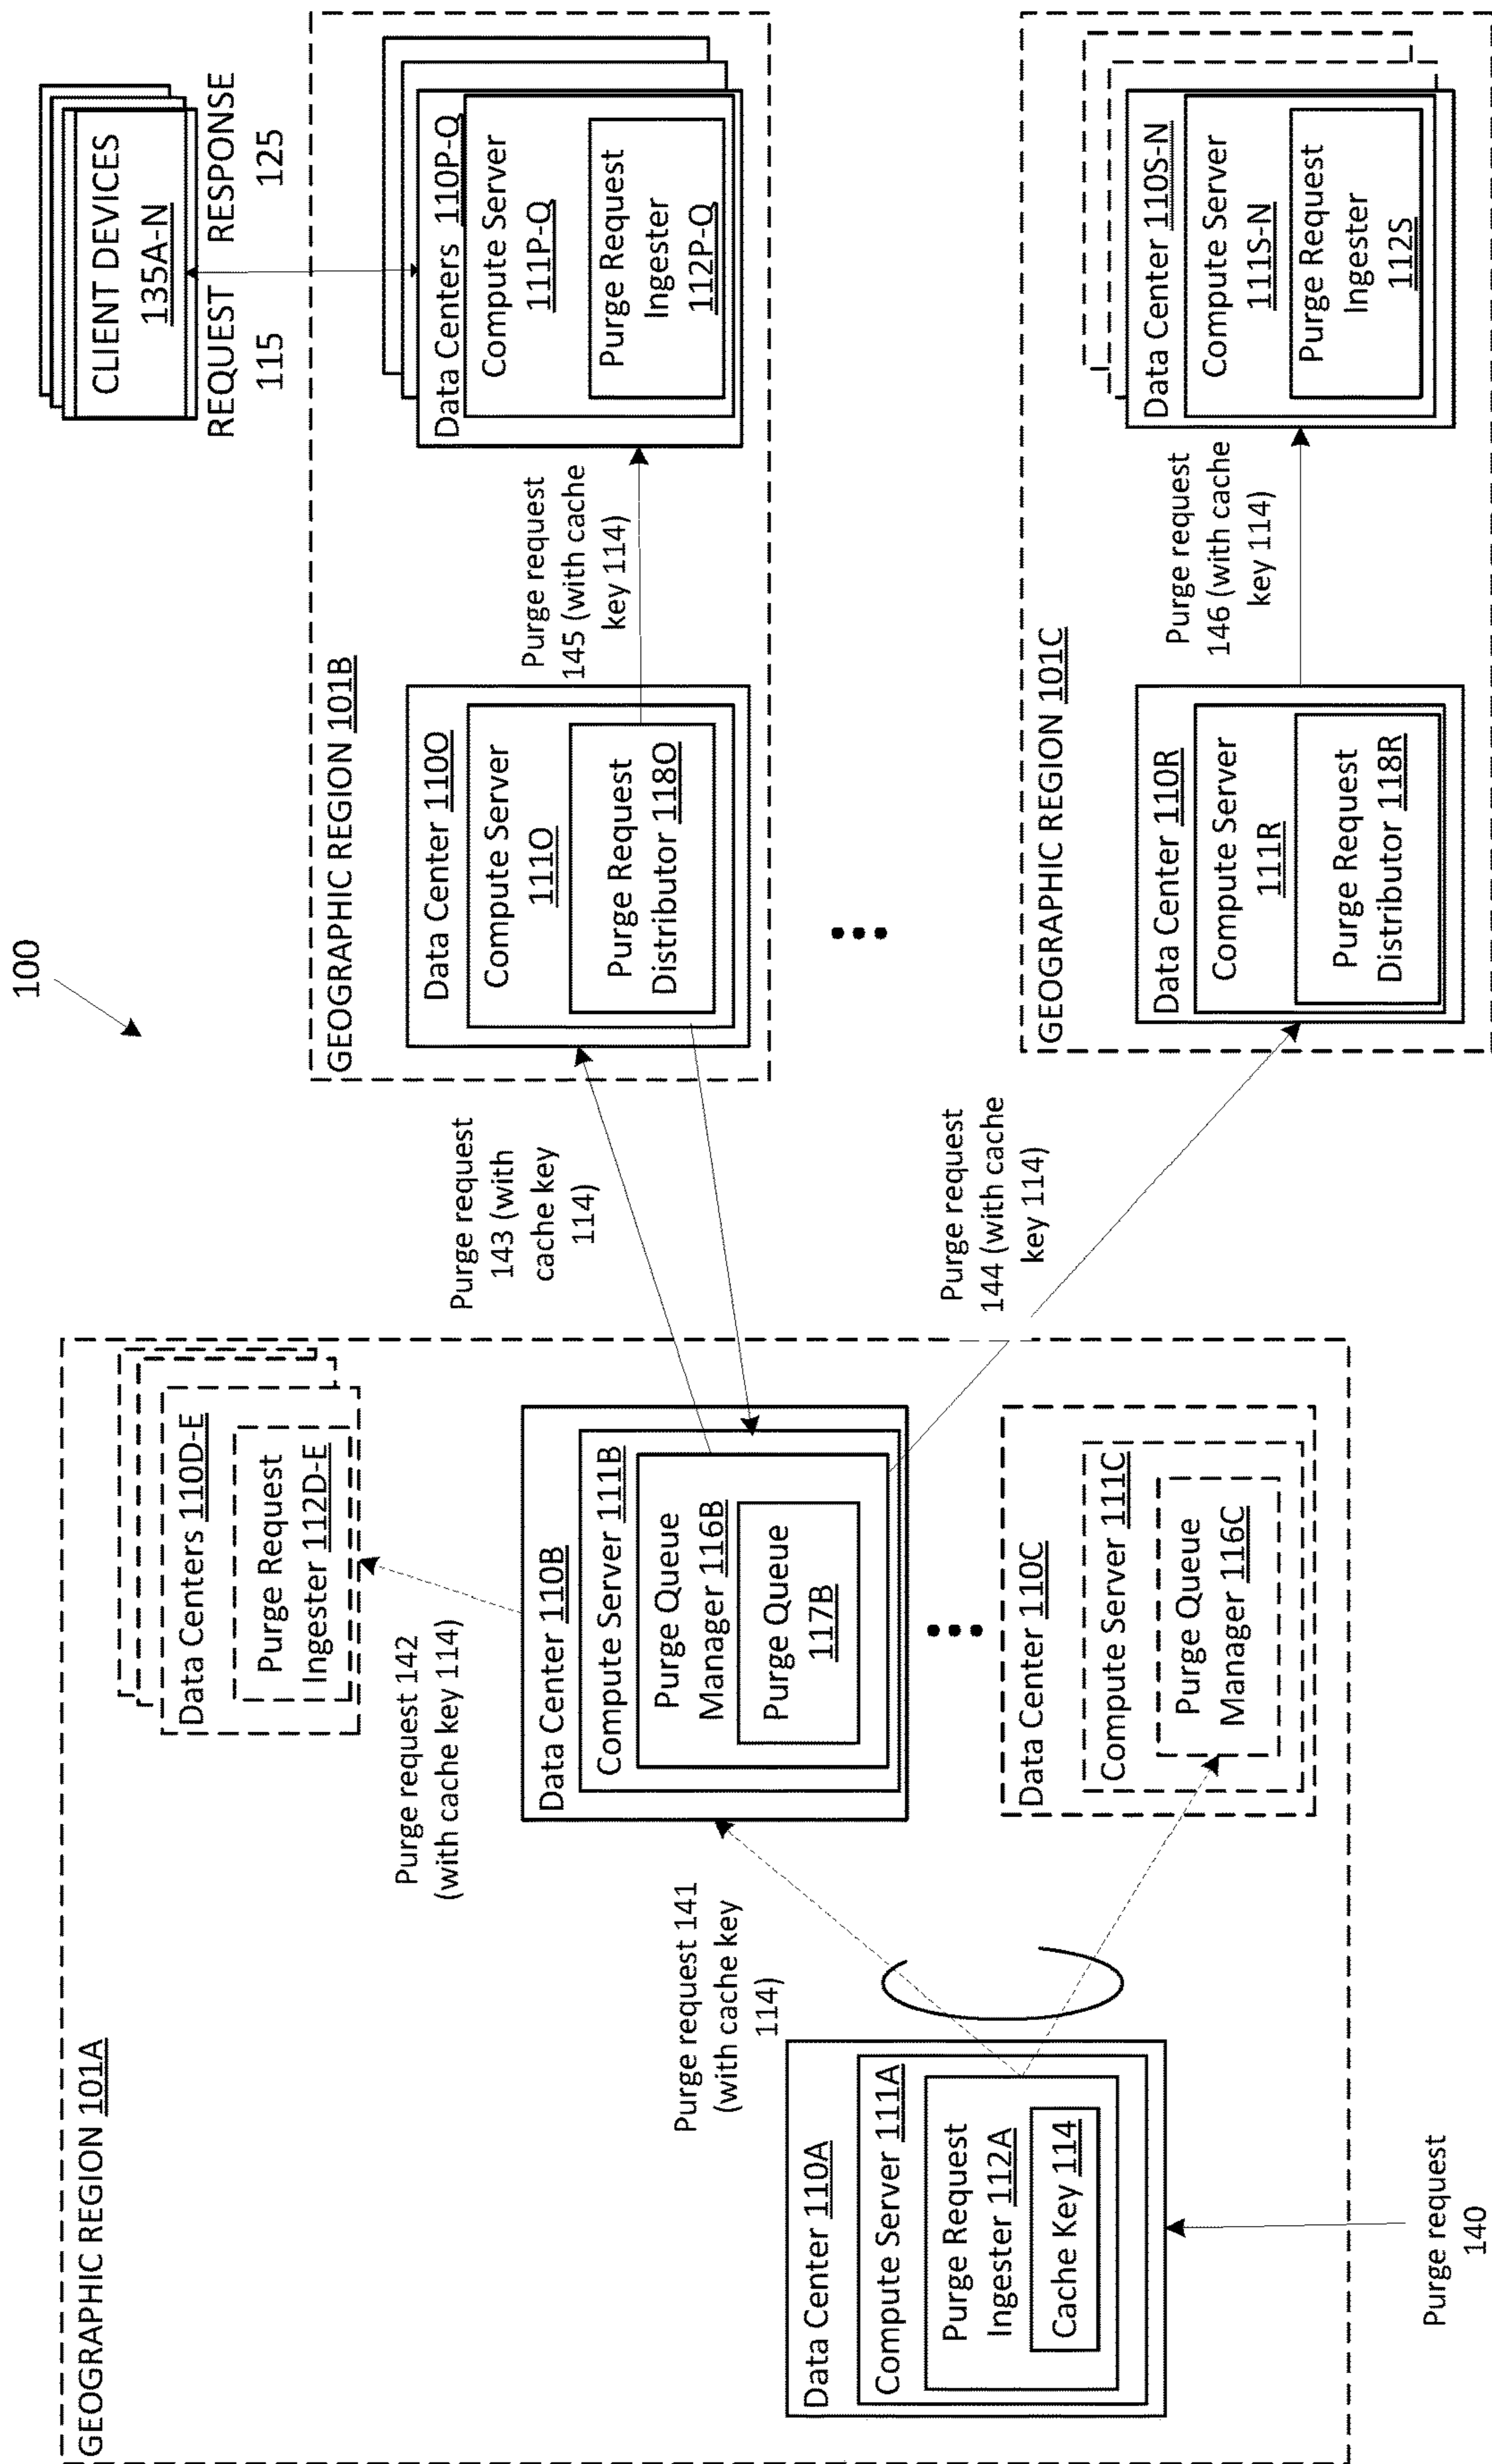 100
GEOGRAPHIC REGION 101A
Data Center 110A
Compute Server 111A
Purge Request
Ingester 112A
Cache Key 114
Purge request
140
Purge request 141
(with cache key
114)
Purge request 142
(with cache key 114)
Data Centers 110D-E
Purge Request
Ingester 112D-E
Data Center 110B
Compute Server 111B
Purge Queue
Manager 116B
Purge Queue
117B
Data Center 110C
Compute Server 111C
Purge Queue
Manager 116C
Purge request
143 (with
cache key
114)
Purge request
144 (with cache
key 114)
GEOGRAPHIC REGION 101B
Data Center 110O
Compute Server
111O
Purge Request
Distributor 118O
Purge request
145 (with cache
key 114)
Data Centers 110P-Q
Compute Server
111P-Q
Purge Request
Ingester
112P-Q
CLIENT DEVICES
135A-N
REQUEST
115
RESPONSE
125
GEOGRAPHIC REGION 101C
Data Center 110R
Compute Server
111R
Purge Request
Distributor 118R
Purge request
146 (with cache
key 114)
Data Center 110S-N
Compute Server
111S-N
Purge Request
Ingester
112S